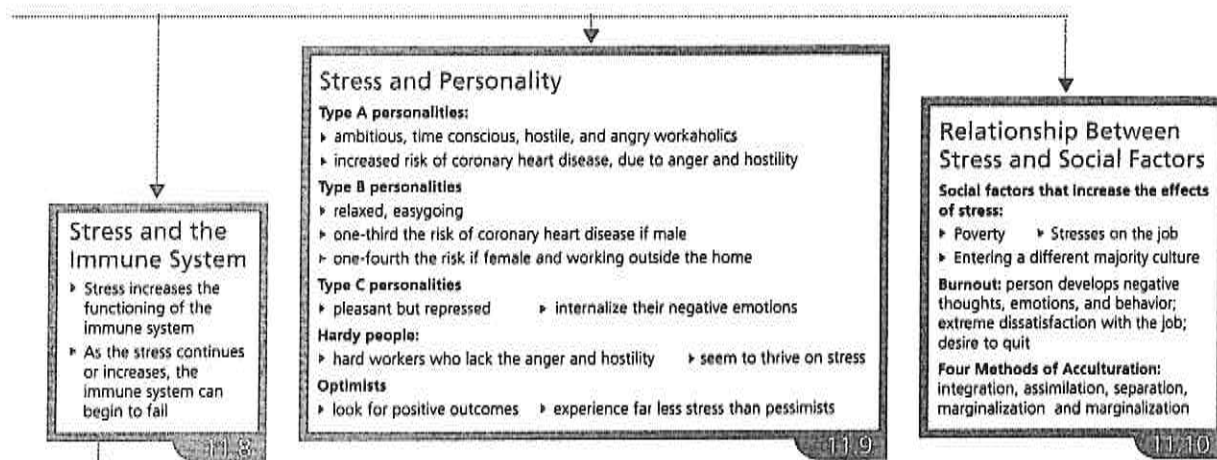 Stress and the
Immune System
▸ Stress increases the
functioning of the
immune system
▸ As the stress continues
or increases, the
immune system can
begin to fail
11.8
Stress and Personality
Type A personalities:
▸ ambitious, time conscious, hostile, and angry workaholics
▸ increased risk of coronary heart disease, due to anger and hostility
Type B personalities
▸ relaxed, easygoing
▸ one-third the risk of coronary heart disease if male
▸ one-fourth the risk if female and working outside the home
Type C personalities
▸ pleasant but repressed ▸ internalize their negative emotions
Hardy people:
▸ hard workers who lack the anger and hostility ▸ seem to thrive on stress
Optimists
▸ look for positive outcomes ▸ experience far less stress than pessimists
11.9
Relationship Between
Stress and Social Factors
Social factors that increase the effects
of stress:
▸ Poverty ▸ Stresses on the job
▸ Entering a different majority culture
Burnout: person develops negative
thoughts, emotions, and behavior;
extreme dissatisfaction with the job;
desire to quit
Four Methods of Acculturation:
integration, assimilation, separation,
marginalization and marginalization
11.10